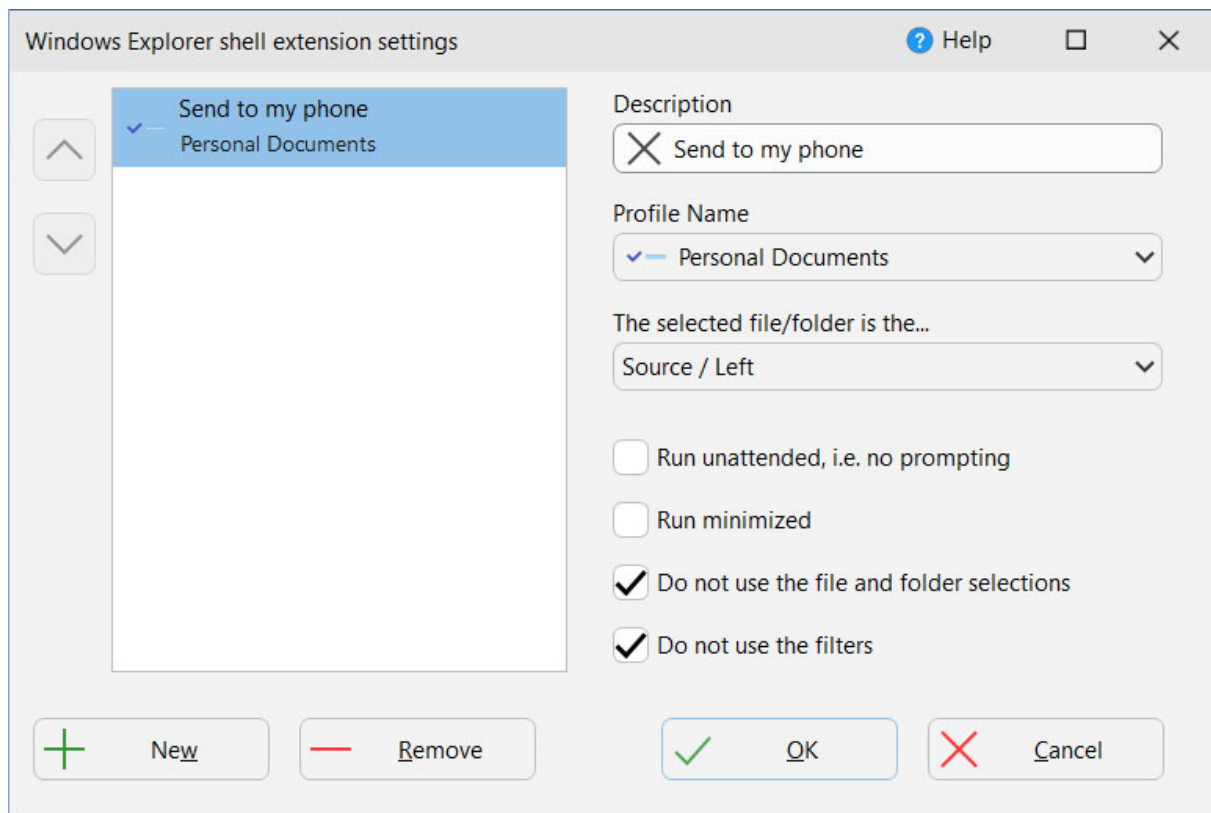 Windows Explorer shell extension settings
Help
Send to my phone
Personal Documents
Description
Send to my phone
Profile Name
Personal Documents
The selected file/folder is the...
Source / Left
Run unattended, i.e. no prompting
Run minimized
Do not use the file and folder selections
Do not use the filters
New
Remove
OK
Cancel